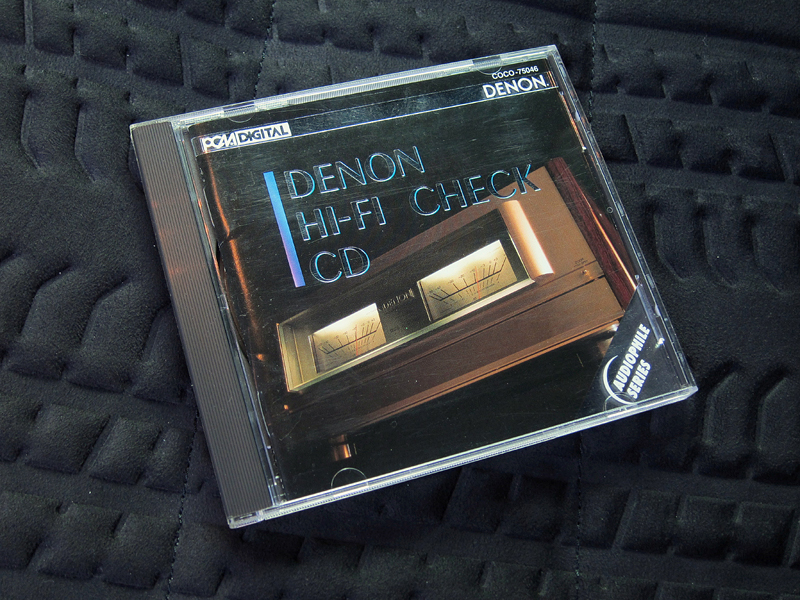 COCO-75046
DENON
PCM DIGITAL
DENON
HI-FI CHECK
CD
DENON
AUDIOPHILE
SERIES